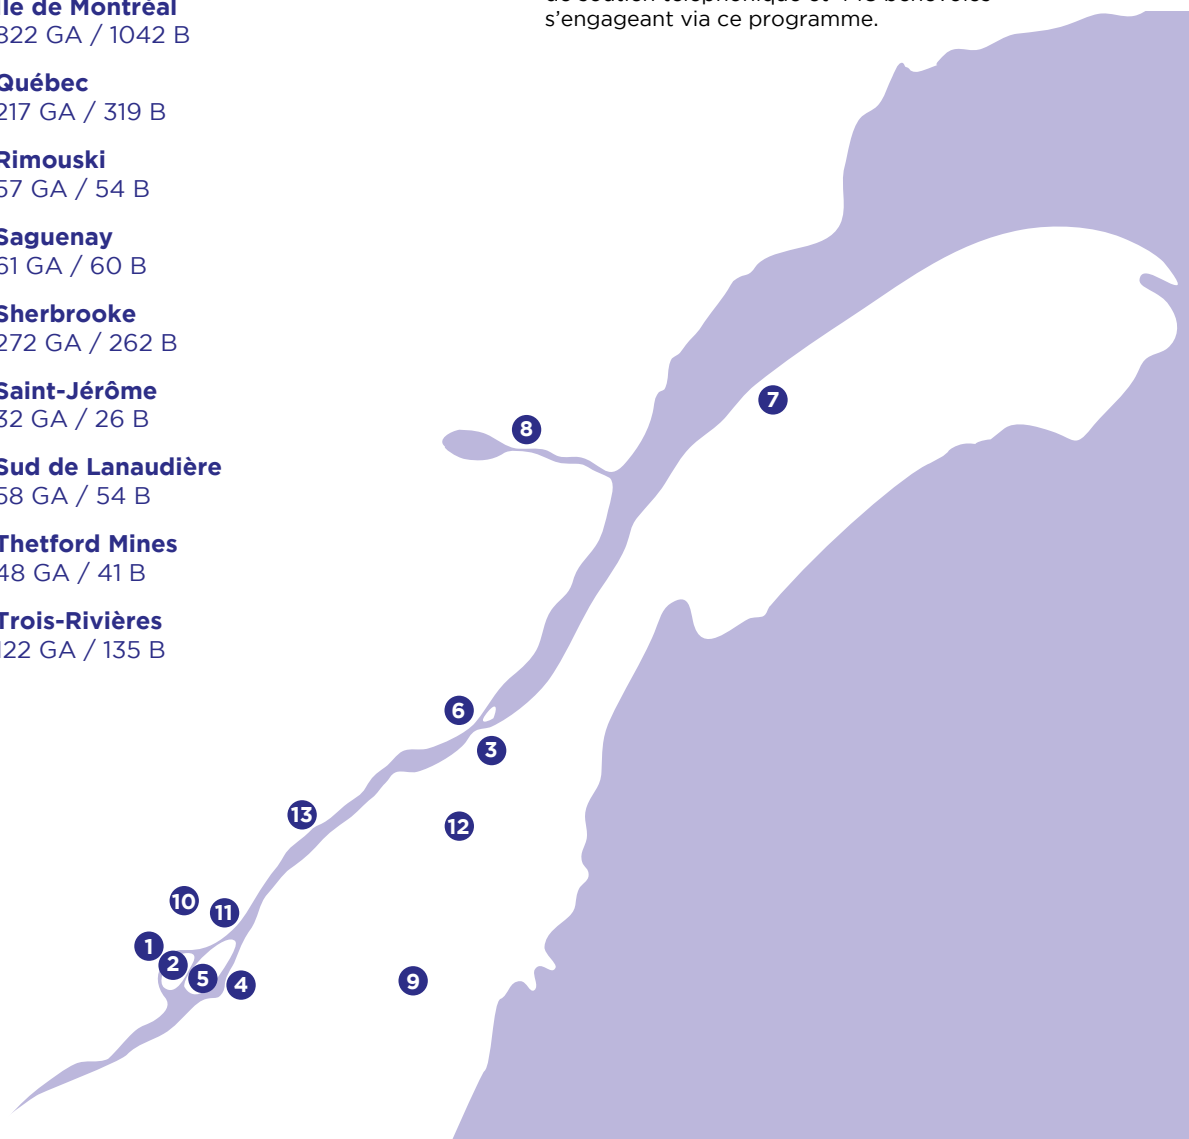 Île de Montréal
822 GA / 1042 B
Québec
217 GA / 319 B
Rimouski
57 GA / 54 B
Saguenay
61 GA / 60 B
Sherbrooke
272 GA / 262 B
Saint-Jérôme
32 GA / 26 B
Sud de Lanaudière
58 GA / 54 B
Thetford Mines
48 GA / 41 B
Trois-Rivières
122 GA / 135 B
s’engageant via ce programme.
7
8
6
3
13
12
10
11
1
2
5
4
9